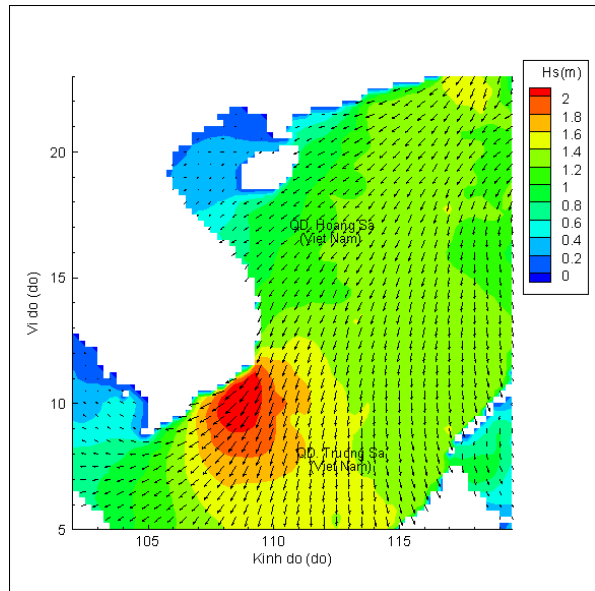 Hs(m)
2
1.8
1.6
1.4
1.2
1
0.8
0.6
0.4
0.2
0
20
15
10
5
Vi do (do)
QD. Hoang Sa
(Viet Nam)
QD. Truong Sa
(Viet Nam)
105
110
115
Kinh do (do)